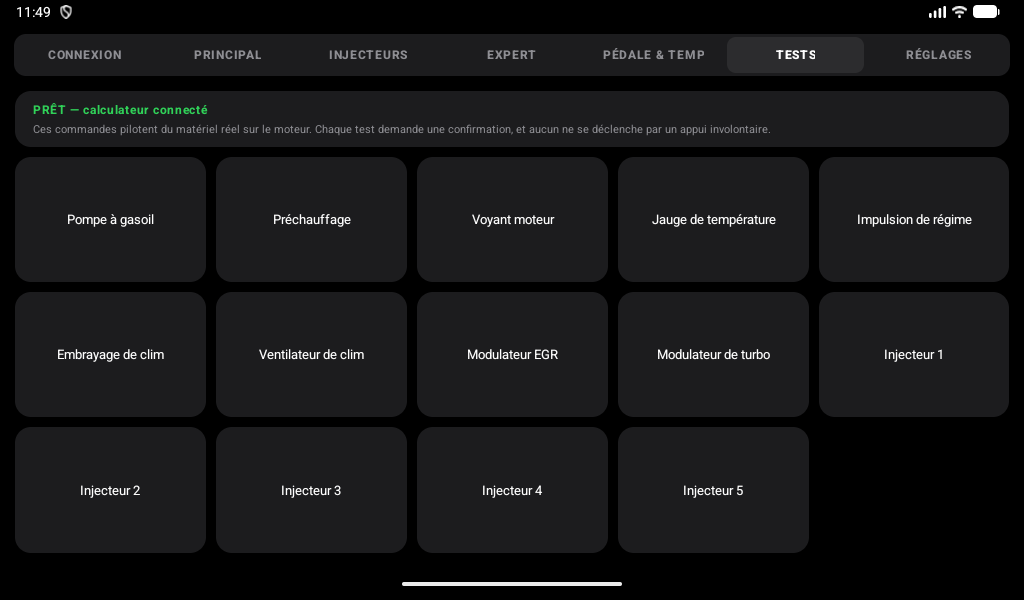 11:49
CONNEXION PRINCIPAL INJECTEURS EXPERT PÉDALE & TEMP TESTS RÉGLAGES
PRÊT — calculateur connecté
Ces commandes pilotent du matériel réel sur le moteur. Chaque test demande une confirmation, et aucun ne se déclenche par un appui involontaire.
Pompe à gasoil Préchauffage Voyant moteur Jauge de température Impulsion de régime
Embrayage de clim Ventilateur de clim Modulateur EGR Modulateur de turbo Injecteur 1
Injecteur 2 Injecteur 3 Injecteur 4 Injecteur 5